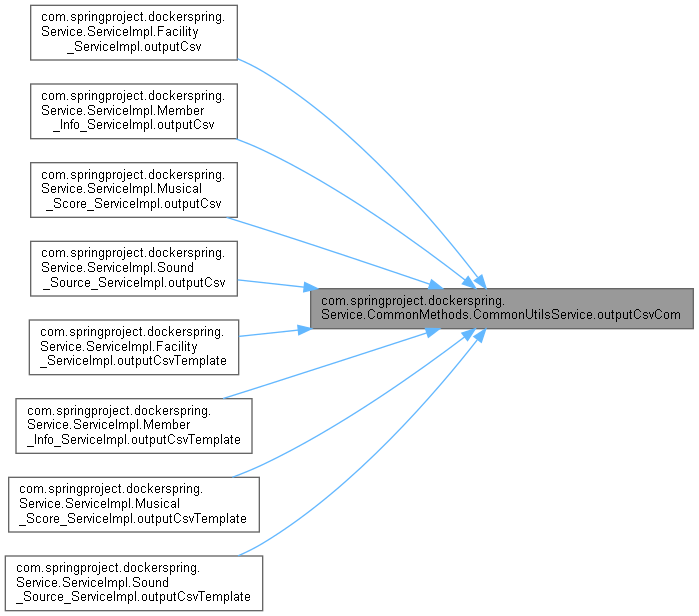 com.springproject.dockerspring.
Service.ServiceImpl.Facility
_ServiceImpl.outputCsv
com.springproject.dockerspring.
Service.ServiceImpl.Member
_Info_ServiceImpl.outputCsv
com.springproject.dockerspring.
Service.ServiceImpl.Musical
_Score_ServiceImpl.outputCsv
com.springproject.dockerspring.
Service.ServiceImpl.Sound
_Source_ServiceImpl.outputCsv
com.springproject.dockerspring.
Service.CommonMethods.CommonUtilsService.outputCsvCom
com.springproject.dockerspring.
Service.ServiceImpl.Facility
_ServiceImpl.outputCsvTemplate
com.springproject.dockerspring.
Service.ServiceImpl.Member
_Info_ServiceImpl.outputCsvTemplate
com.springproject.dockerspring.
Service.ServiceImpl.Musical
_Score_ServiceImpl.outputCsvTemplate
com.springproject.dockerspring.
Service.ServiceImpl.Sound
_Source_ServiceImpl.outputCsvTemplate